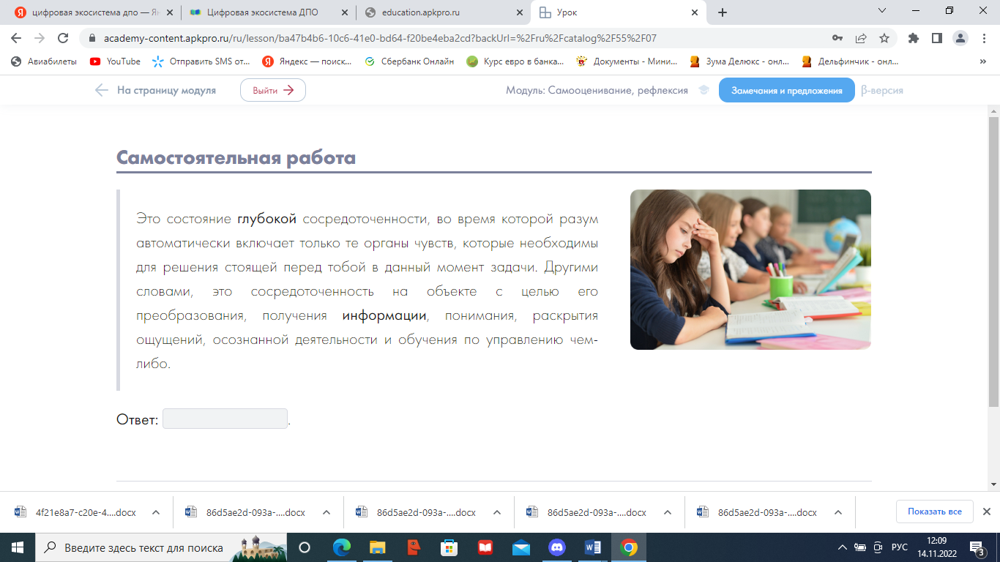 цифровая экосистема дпо — Ян
Цифровая экосистема ДПО
education.apkpro.ru
Урок
academy-content.apkpro.ru/ru/lesson/ba47b4b6-10c6-41e0-bd64-f20be4eba2cd?backUrl=%2Fru%2Fcatalog%2F55%2F07
Авиабилеты
YouTube
Отправить SMS от...
Яндекс — поиск...
Сбербанк Онлайн
Курс евро в банка...
Документы - Мини...
Зума Делюкс - онл...
Дельфинчик - онл...
»
На страницу модуля
Выйти
Модуль: Самооценивание, рефлексия
Замечания и предложения
β-версия
Самостоятельная работа
Это состояние глубокой сосредоточенности, во время которой разум
автоматически включает только те органы чувств, которые необходимы
для решения стоящей перед тобой в данный момент задачи. Другими
словами, это сосредоточенность на объекте с целью его
преобразования, получения информации, понимания, раскрытия
ощущений, осознанной деятельности и обучения по управлению чем-
либо.
Ответ: .
4f21e8a7-c20e-4....docx
86d5ae2d-093a-....docx
86d5ae2d-093a-....docx
86d5ae2d-093a-....docx
86d5ae2d-093a-....docx
Показать все
Введите здесь текст для поиска
РУС
12:09
14.11.2022
3